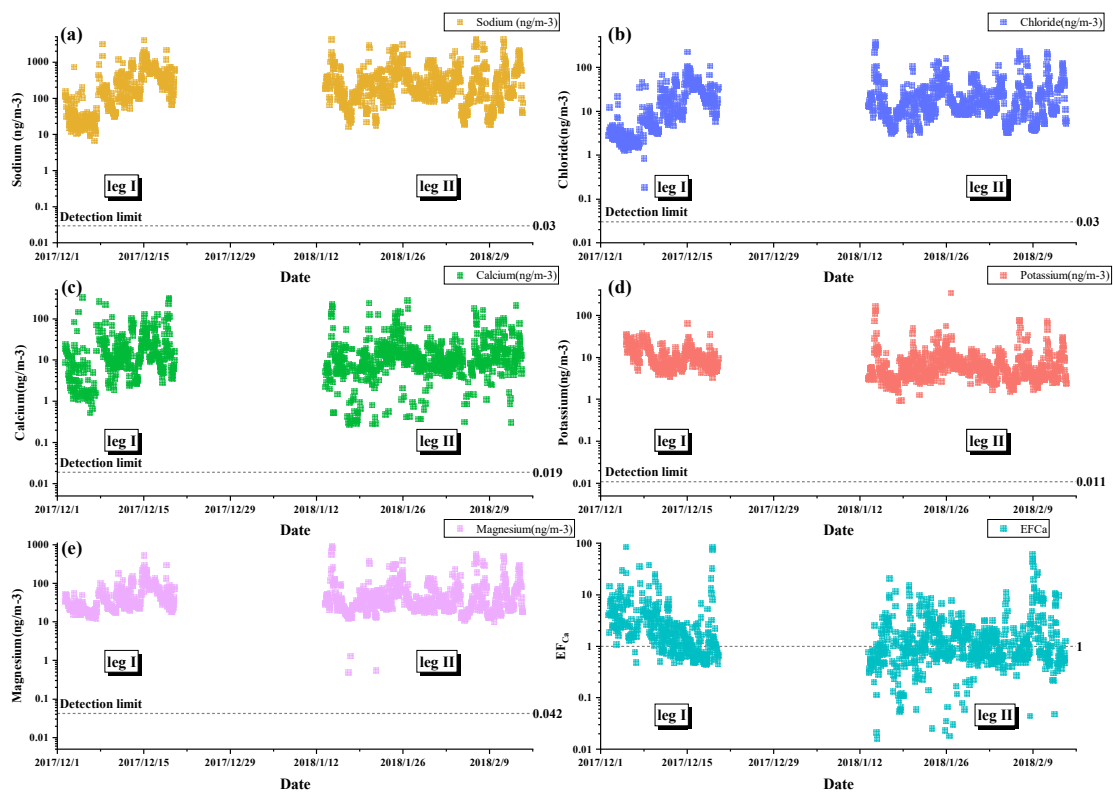 (a)
Sodium (ng/m-3)
Sodium (ng/m-3)
1000
100
10
1
0.1
0.01
leg I
leg II
Detection limit
0.03
2017/12/1 2017/12/15 2017/12/29 2018/1/12 2018/1/26 2018/2/9
Date
(b)
Chloride(ng/m-3)
Chloride(ng/m-3)
100
10
1
0.1
0.01
leg I
leg II
Detection limit
0.03
2017/12/1 2017/12/15 2017/12/29 2018/1/12 2018/1/26 2018/2/9
Date
(c)
Calcium(ng/m-3)
Calcium(ng/m-3)
100
10
1
0.1
0.01
leg I
leg II
Detection limit
0.019
2017/12/1 2017/12/15 2017/12/29 2018/1/12 2018/1/26 2018/2/9
Date
(d)
Potassium(ng/m-3)
Potassium(ng/m-3)
100
10
1
0.1
0.01
leg I
leg II
Detection limit
0.011
2017/12/1 2017/12/15 2017/12/29 2018/1/12 2018/1/26 2018/2/9
Date
(e)
Magnesium(ng/m-3)
Magnesium(ng/m-3)
1000
100
10
1
0.1
0.01
leg I
leg II
Detection limit
0.042
2017/12/1 2017/12/15 2017/12/29 2018/1/12 2018/1/26 2018/2/9
Date
EFCa
EFCa
100
10
1
0.1
0.01
1
leg I
leg II
2017/12/1 2017/12/15 2017/12/29 2018/1/12 2018/1/26 2018/2/9
Date